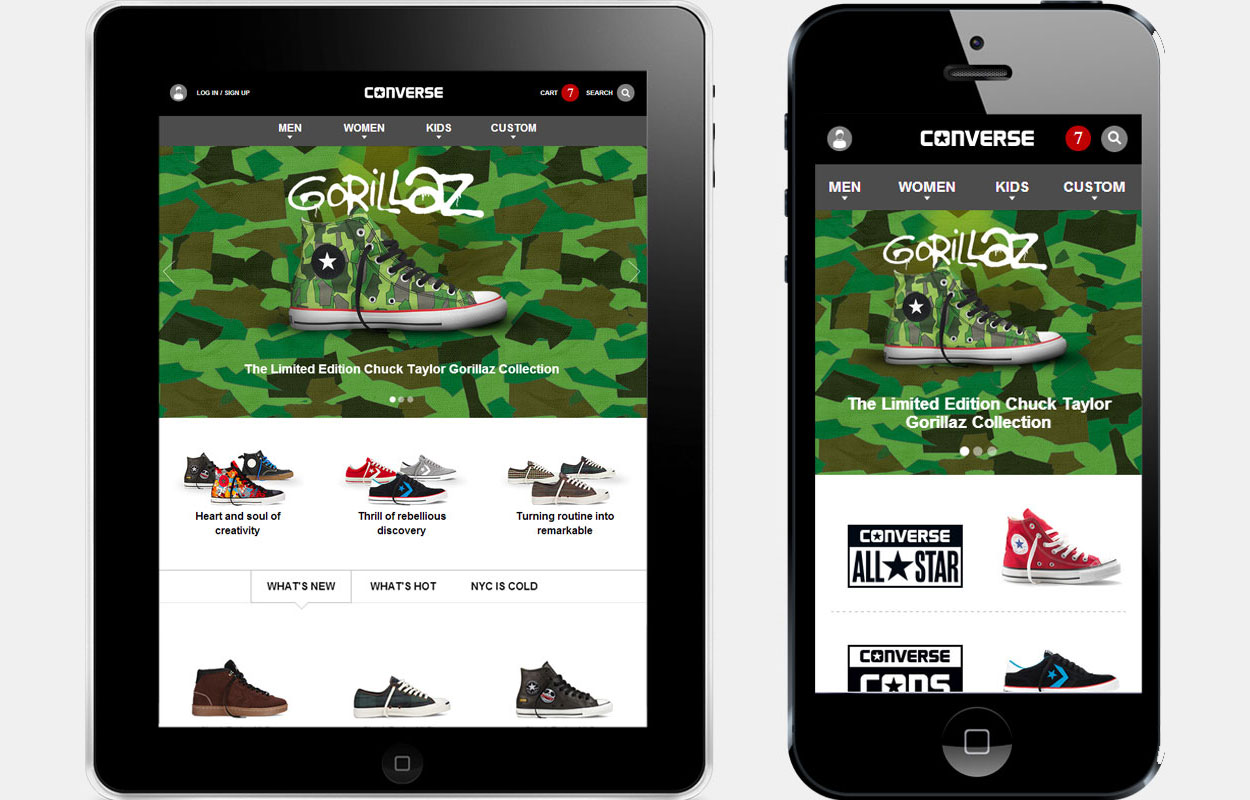 LOG IN / SIGN UP
CONVERSE
CART 7 SEARCH
MEN WOMEN KIDS CUSTOM
GORILLAZ
The Limited Edition Chuck Taylor Gorillaz Collection
Heart and soul of
creativity
Thrill of rebellious
discovery
Turning routine into
remarkable
WHAT'S NEW WHAT'S HOT NYC IS COLD
CONVERSE
7
MEN WOMEN KIDS CUSTOM
GORILLAZ
The Limited Edition Chuck Taylor
Gorillaz Collection
CONVERSE
ALL★STAR
CONVERSE
CONS